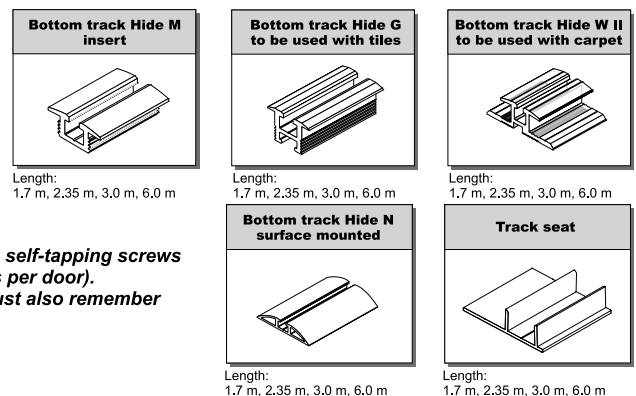 Bottom track Hide M
insert
Length:
1.7 m, 2.35 m, 3.0 m, 6.0 m
Bottom track Hide G
to be used with tiles
Length:
1.7 m, 2.35 m, 3.0 m, 6.0 m
Bottom track Hide W II
to be used with carpet
Length:
1.7 m, 2.35 m, 3.0 m, 6.0 m
self-tapping screws
per door).
also remember
Bottom track Hide N
surface mounted
Length:
1.7 m, 2.35 m, 3.0 m, 6.0 m
Track seat
Length:
1.7 m, 2.35 m, 3.0 m, 6.0 m